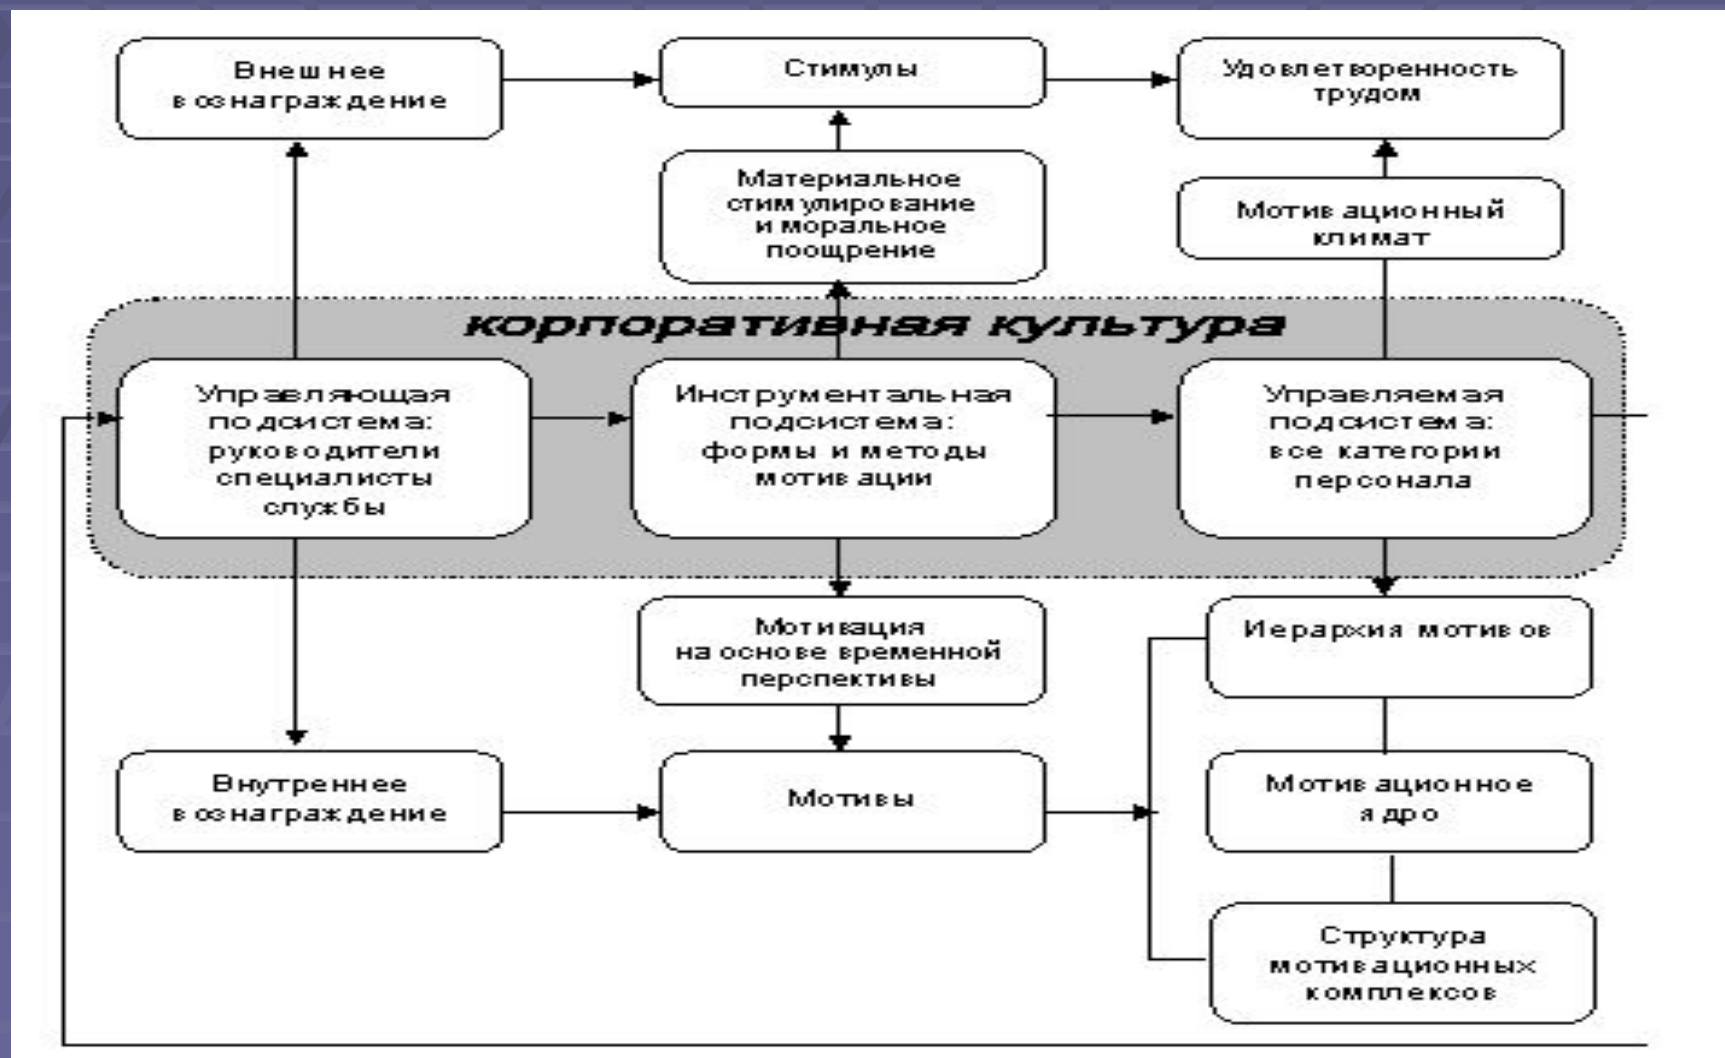 Внешнее
вознаграждение
Стимулы
Удовлетворенность
трудом
Материальное
стимулирование
и моральное
поощрение
Мотивационный
климат
корпоративная культура
Управляющая
подсистема:
руководители
специалисты
службы
Инструментальная
подсистема:
формы и методы
мотивации
Управляемая
подсистема:
все категории
персонала
Мотивация
на основе временной
перспективы
Иерархия мотивов
Внутреннее
вознаграждение
Мотивы
Мотивационное
ядро
Структура
мотивационных
комплексов